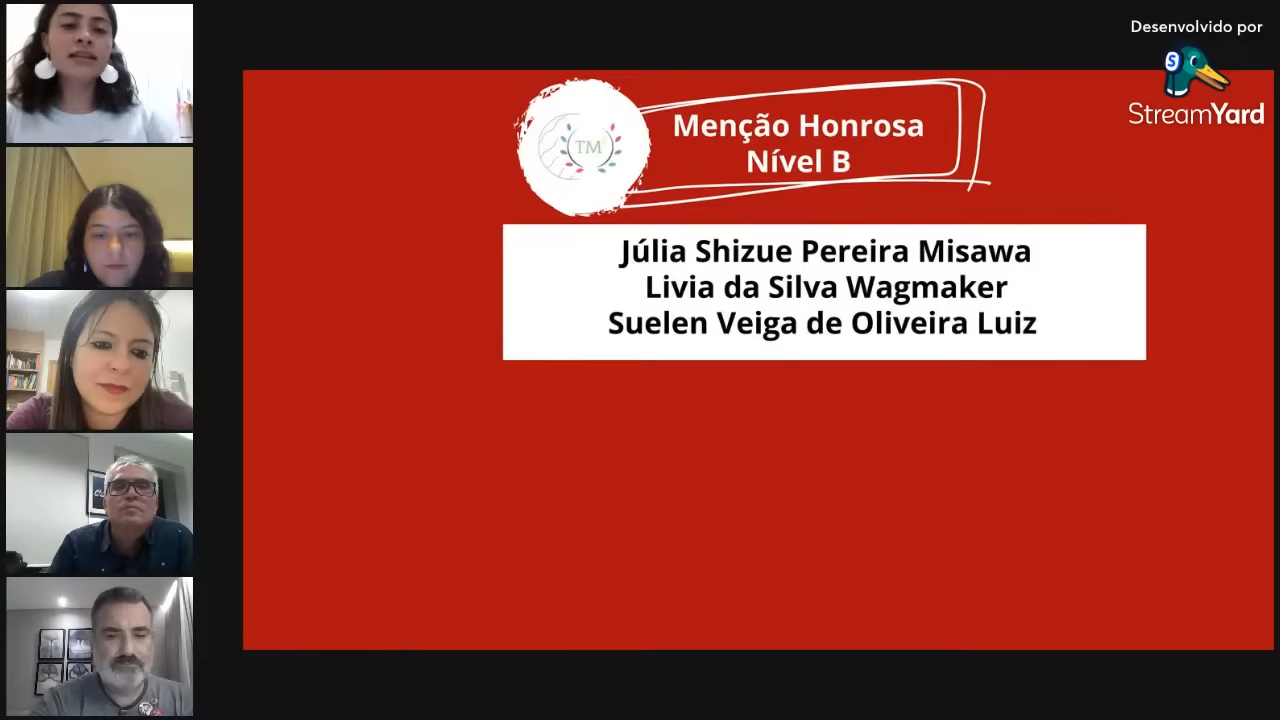 Desenvolvido por
StreamYard
TM
Menção Honrosa
Nível B
Júlia Shizue Pereira Misawa
Livia da Silva Wagmaker
Suelen Veiga de Oliveira Luiz